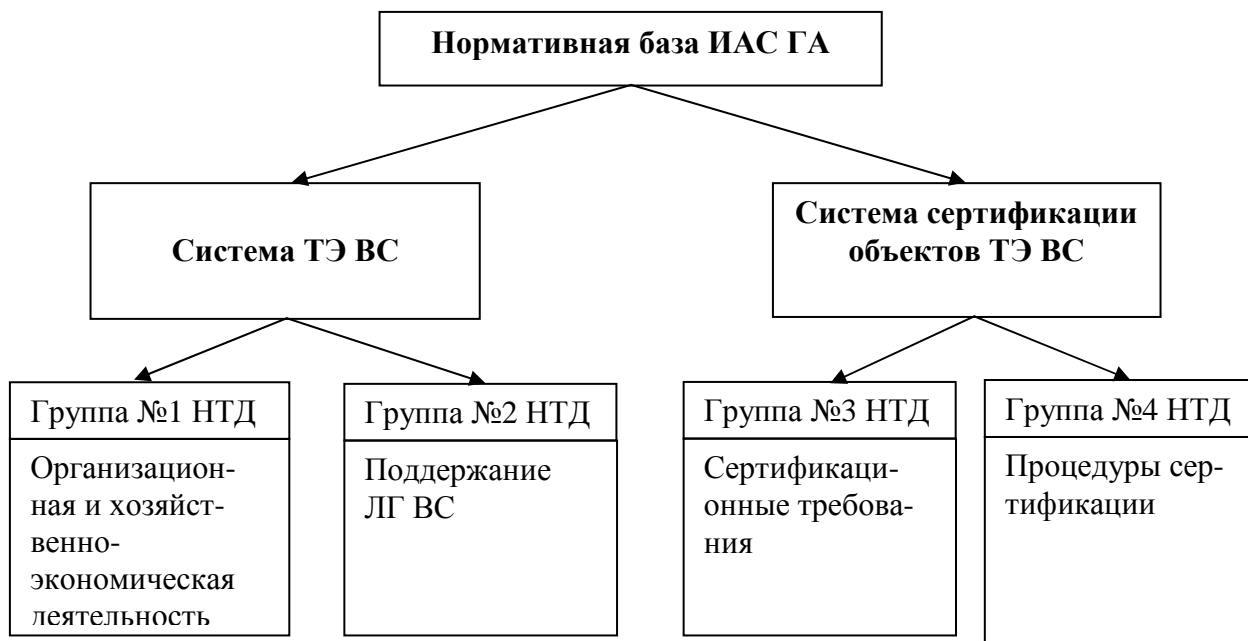 Нормативная база ИАС ГА
Система ТЭ ВС
Система сертификации
объектов ТЭ ВС
Группа №1 НТД
Организацион-
ная и хозяйст-
венно-
экономическая
деятельность
Группа №2 НТД
Поддержание
ЛГ ВС
Группа №3 НТД
Сертификаци-
онные требова-
ния
Группа №4 НТД
Процедуры сер-
тификации